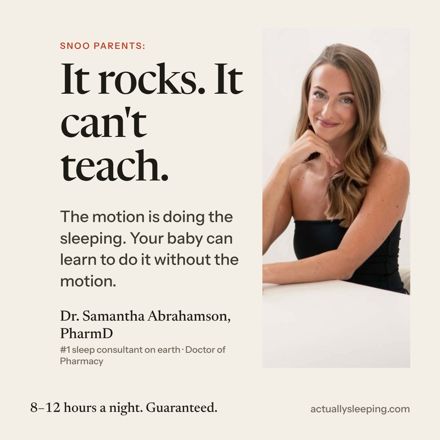 SNOO PARENTS:
It rocks. It
can't
teach.
The motion is doing the
sleeping. Your baby can
learn to do it without the
motion.
Dr. Samantha Abrahamson,
PharmD
#1 sleep consultant on earth · Doctor of
Pharmacy
8–12 hours a night. Guaranteed.
actuallysleeping.com